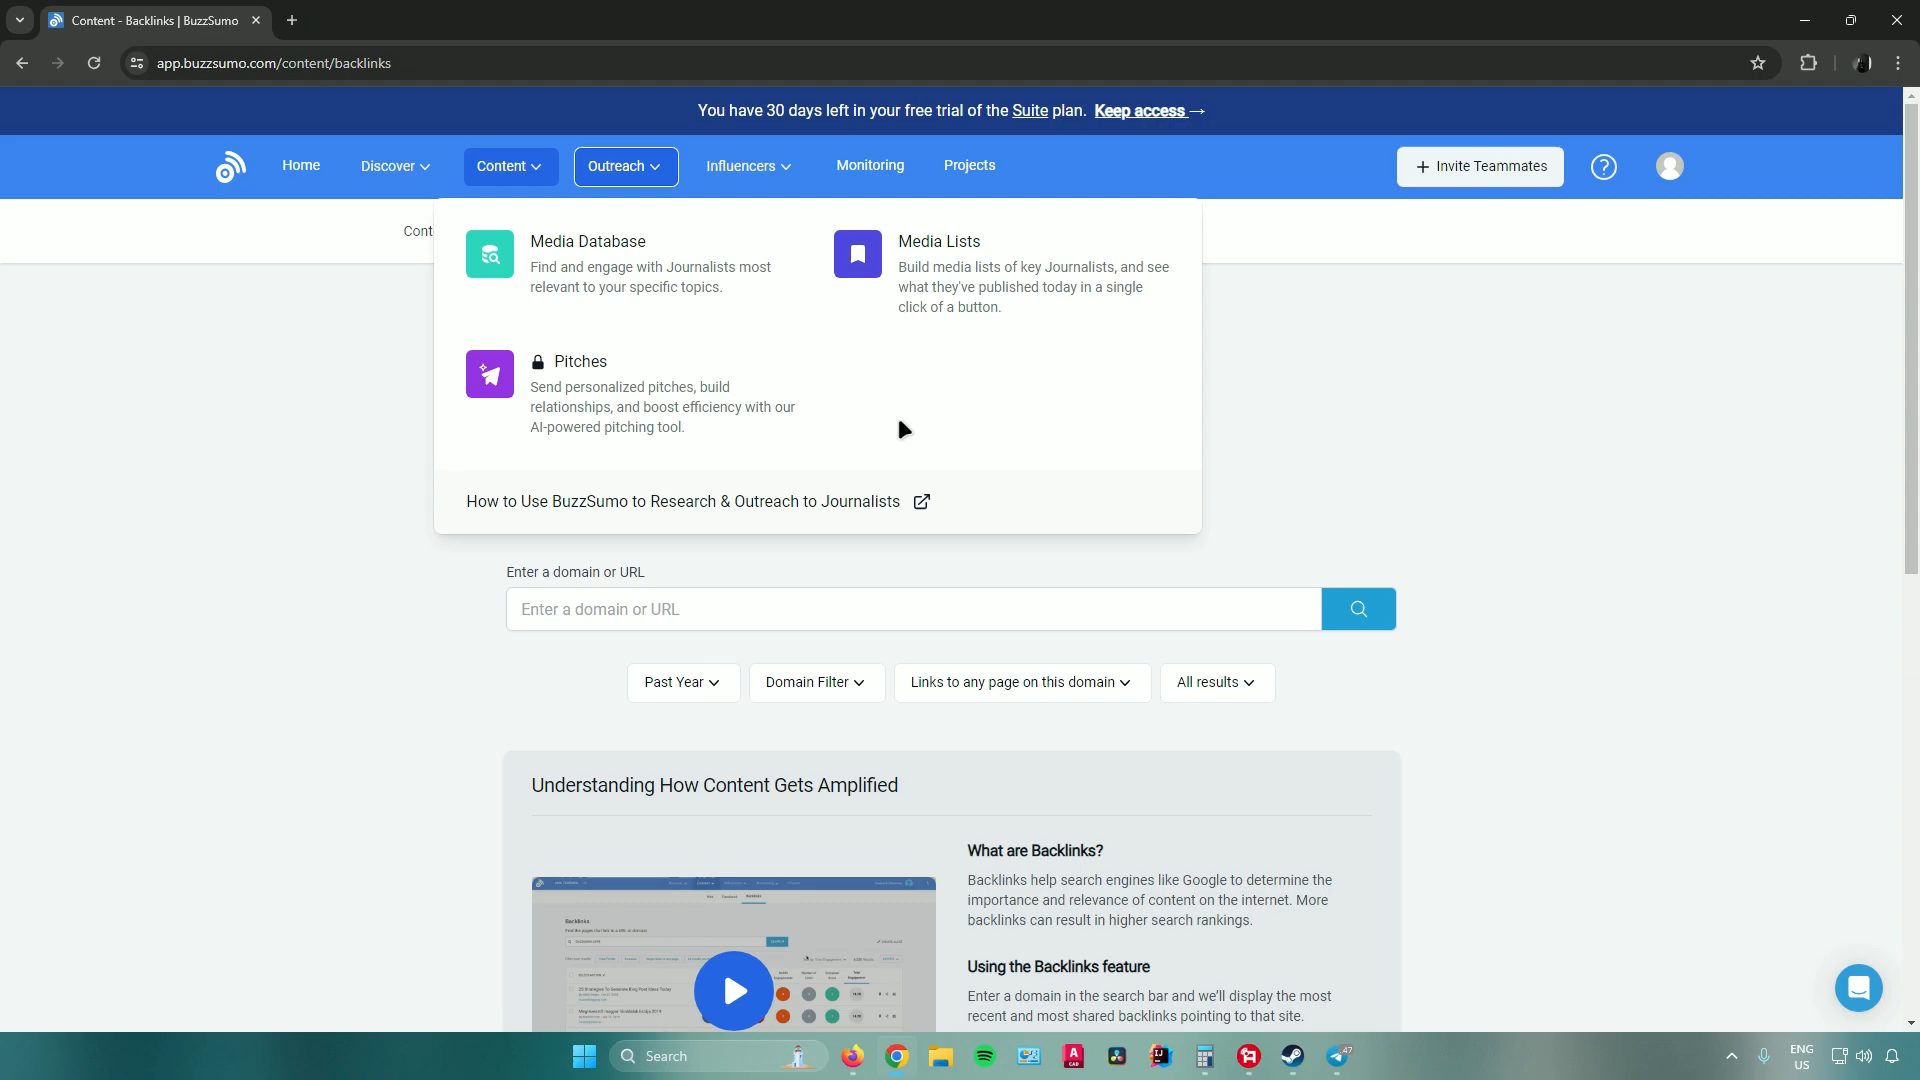 Content - Backlinks | BuzzSumo
app.buzzsumo.com/content/backlinks
You have 30 days left in your free trial of the Suite plan. Keep access →
Home
Discover
Content
Outreach
Influencers
Monitoring
Projects
+ Invite Teammates
Cont
Media Database
Find and engage with Journalists most
relevant to your specific topics.
Media Lists
Build media lists of key Journalists, and see
what they've published today in a single
click of a button.
Pitches
Send personalized pitches, build
relationships, and boost efficiency with our
AI-powered pitching tool.
How to Use BuzzSumo to Research & Outreach to Journalists
Enter a domain or URL
Enter a domain or URL
Past Year
Domain Filter
Links to any page on this domain
All results
Understanding How Content Gets Amplified
What are Backlinks?
Backlinks help search engines like Google to determine the
importance and relevance of content on the internet. More
backlinks can result in higher search rankings.
Using the Backlinks feature
Enter a domain in the search bar and we'll display the most
recent and most shared backlinks pointing to that site.
Backlinks
Search
47
ENG
US